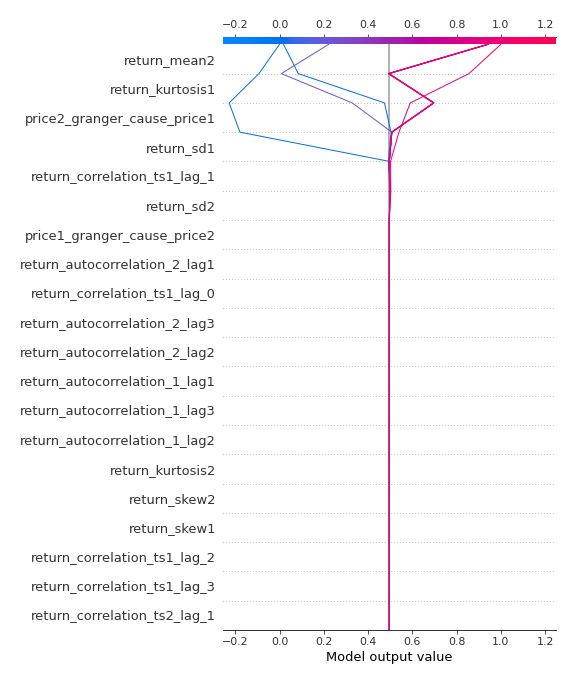 −0.2 0.0 0.2 0.4 0.6 0.8 1.0 1.2
return_mean2
return_kurtosis1
price2_granger_cause_price1
return_sd1
return_correlation_ts1_lag_1
return_sd2
price1_granger_cause_price2
return_autocorrelation_2_lag1
return_correlation_ts1_lag_0
return_autocorrelation_2_lag3
return_autocorrelation_2_lag2
return_autocorrelation_1_lag1
return_autocorrelation_1_lag3
return_autocorrelation_1_lag2
return_kurtosis2
return_skew2
return_skew1
return_correlation_ts1_lag_2
return_correlation_ts1_lag_3
return_correlation_ts2_lag_1
−0.2 0.0 0.2 0.4 0.6 0.8 1.0 1.2
Model output value